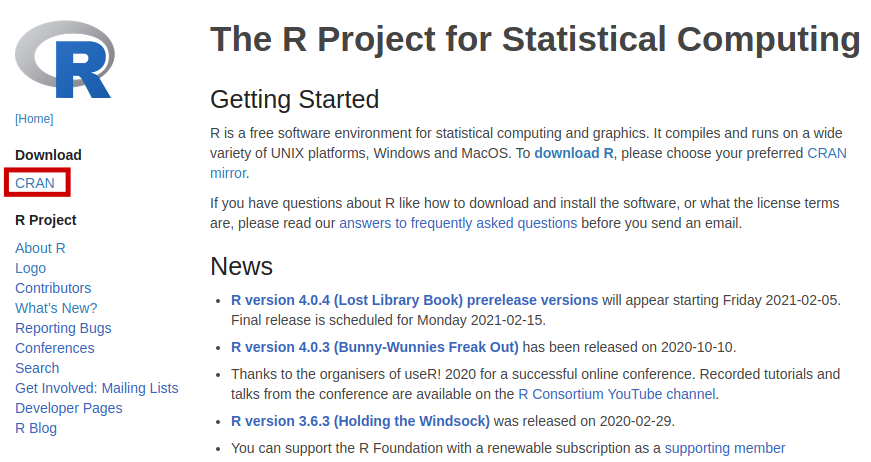 R
[Home]
Download
CRAN
R Project
About R
Logo
Contributors
What's New?
Reporting Bugs
Conferences
Search
Get Involved: Mailing Lists
Developer Pages
R Blog
The R Project for Statistical Computing
Getting Started
R is a free software environment for statistical computing and graphics. It compiles and runs on a wide
variety of UNIX platforms, Windows and MacOS. To download R, please choose your preferred CRAN
mirror.
If you have questions about R like how to download and install the software, or what the license terms
are, please read our answers to frequently asked questions before you send an email.
News
• R version 4.0.4 (Lost Library Book) prerelease versions will appear starting Friday 2021-02-05.
Final release is scheduled for Monday 2021-02-15.
• R version 4.0.3 (Bunny-Wunnies Freak Out) has been released on 2020-10-10.
• Thanks to the organisers of useR! 2020 for a successful online conference. Recorded tutorials and
talks from the conference are available on the R Consortium YouTube channel.
• R version 3.6.3 (Holding the Windsock) was released on 2020-02-29.
• You can support the R Foundation with a renewable subscription as a supporting member